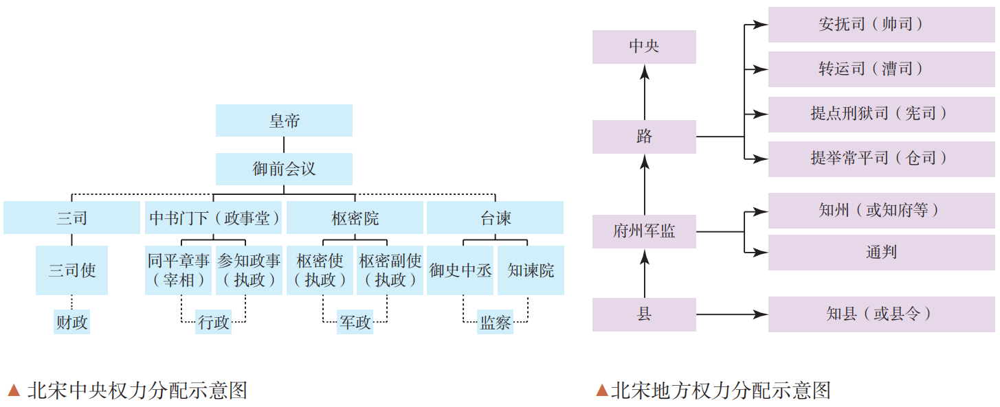 皇帝
御前会议
三司
中书门下（政事堂）
枢密院
台谏
三司使
同平章事
（宰相）
参知政事
（执政）
枢密使
（执政）
枢密副使
（执政）
御史中丞
知谏院
财政
行政
军政
监察
▲ 北宋中央权力分配示意图
中央
路
府州军监
县
安抚司（帅司）
转运司（漕司）
提点刑狱司（宪司）
提举常平司（仓司）
知州（或知府等）
通判
知县（或县令）
▲北宋地方权力分配示意图